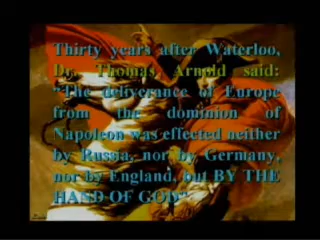 Thirty years after Waterloo,
Dr. Thomas Arnold said:
"The deliverance of Europe
from the dominion of
Napoleon was effected neither
by Russia, nor by Germany,
nor by England, but BY THE
HAND OF GOD"